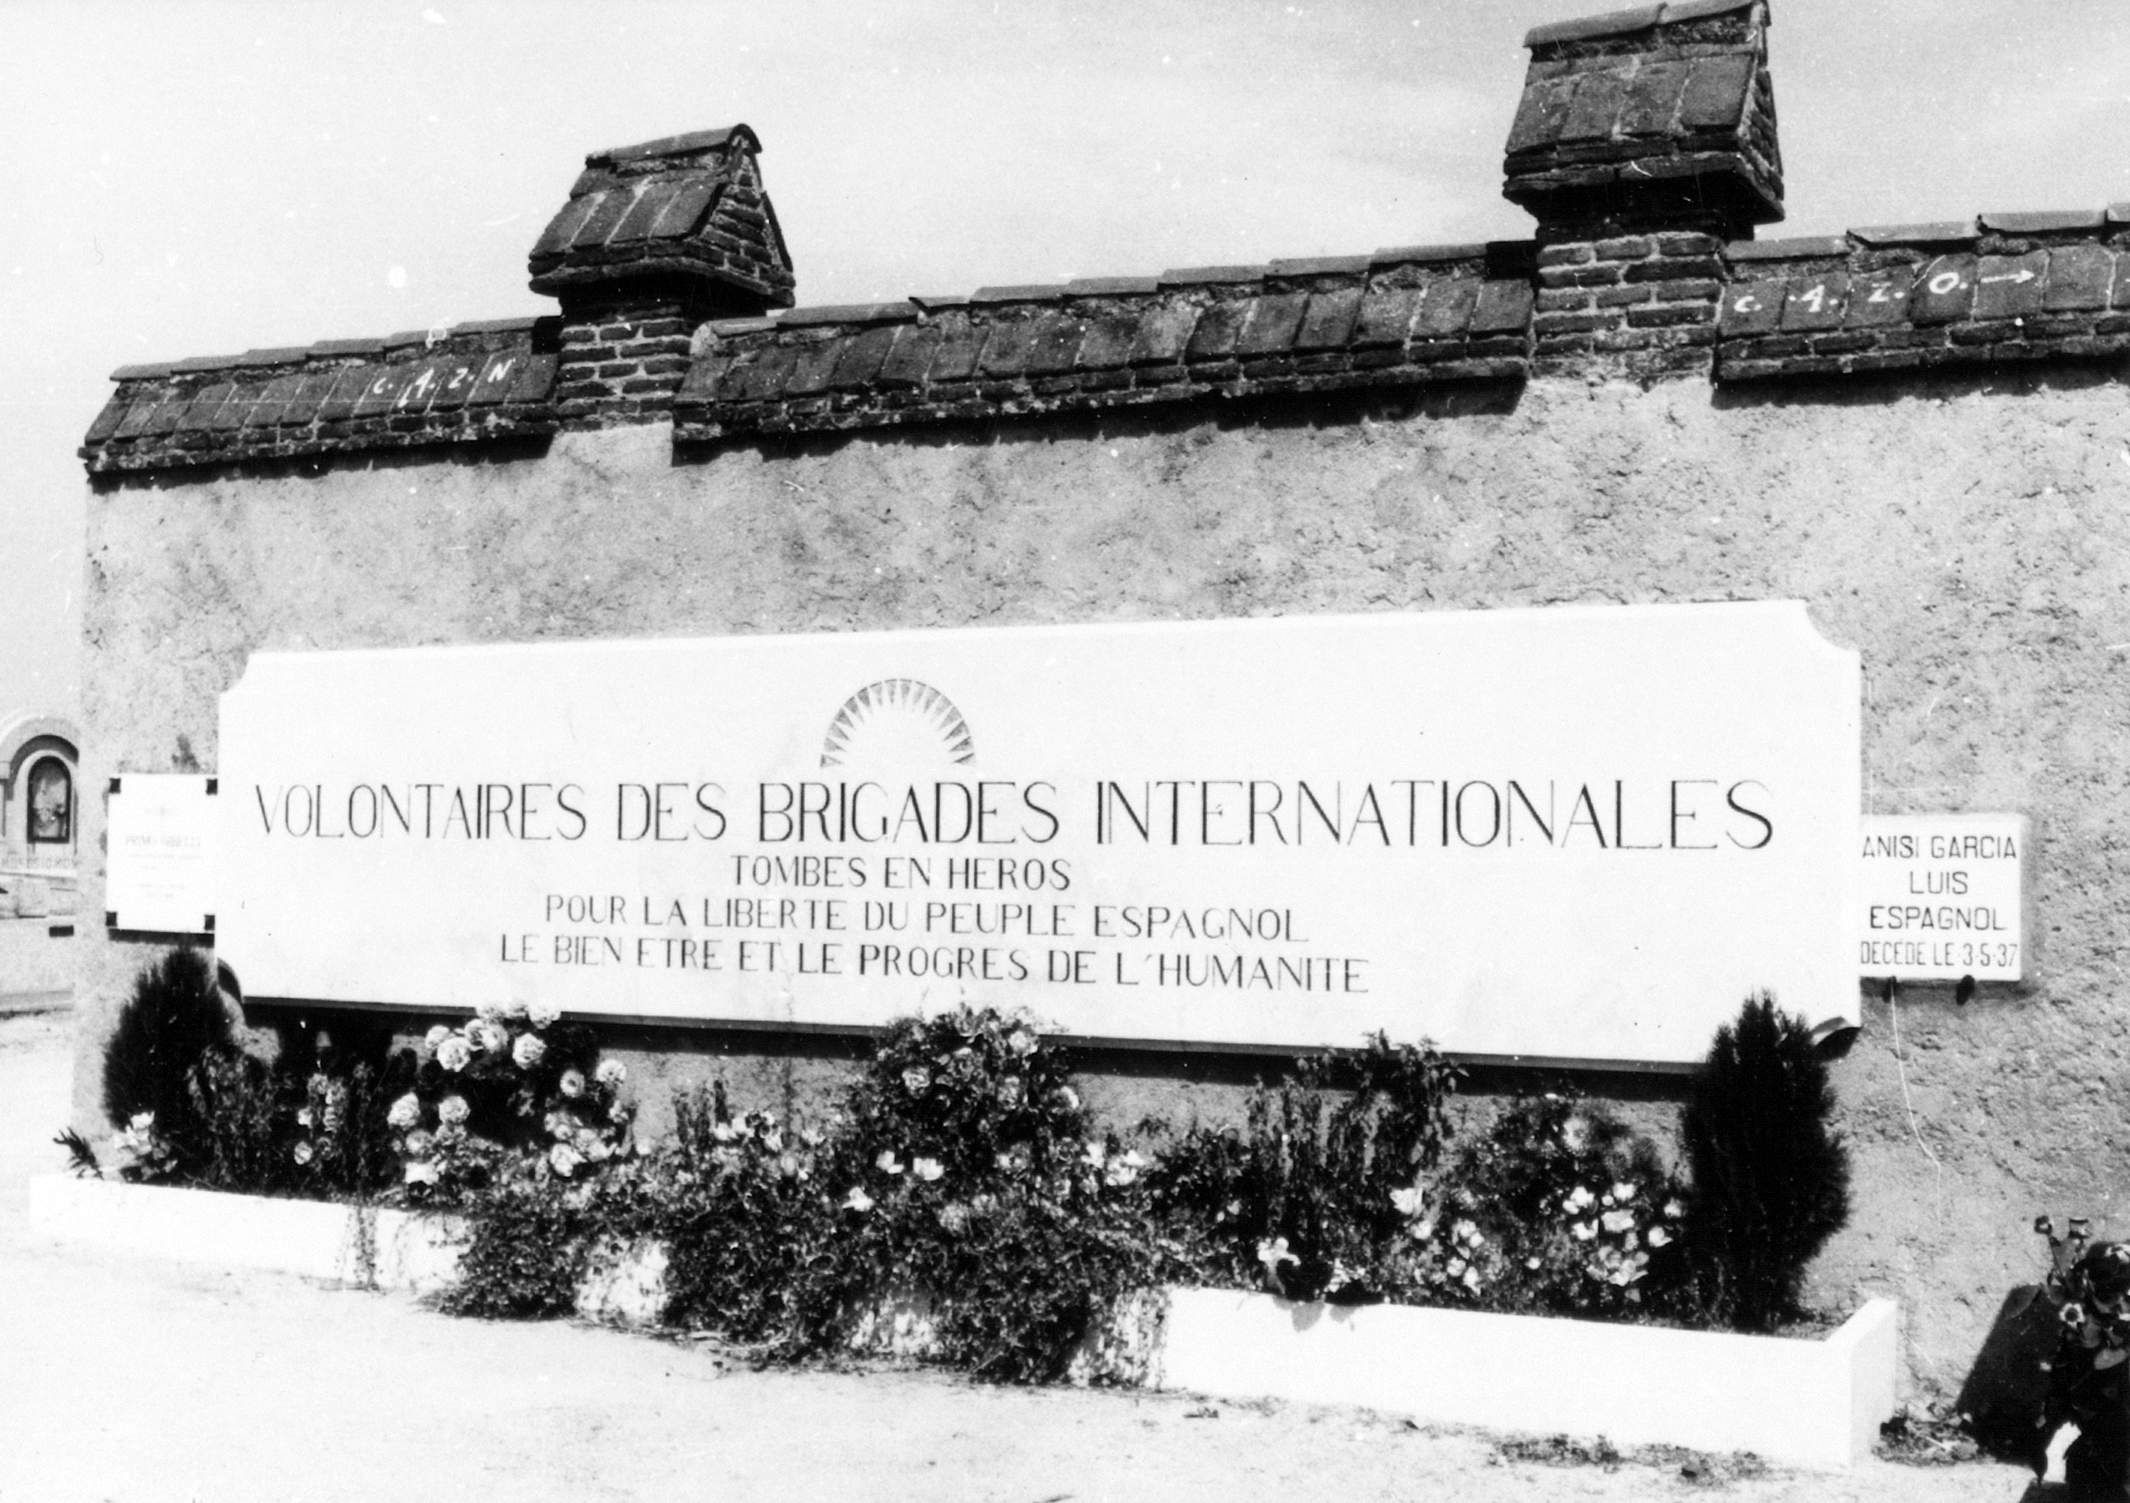 C.A.Z.N
C.A.Z.O.→
VOLONTAIRES DES BRIGADES INTERNATIONALES
TOMBES EN HEROS
POUR LA LIBERTE DU PEUPLE ESPAGNOL
LE BIEN ETRE ET LE PROGRES DE L'HUMANITE
ANISI GARCIA
LUIS
ESPAGNOL
DECEDE LE 3·5·37